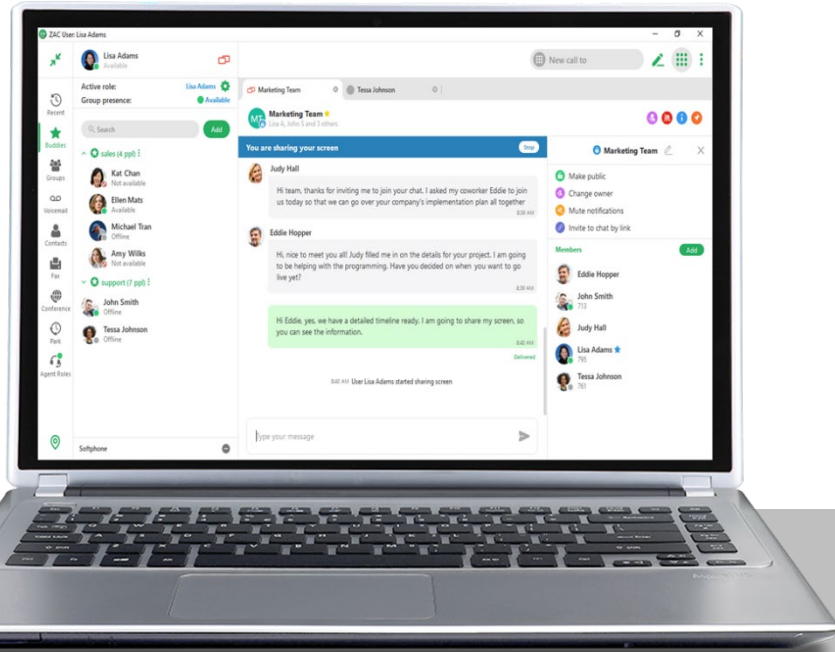 ZAC User: Lisa Adams
Lisa Adams
Available
New call to
Active role: Lisa Adams
Group presence: Available
Recent
Buddies
Groups
Voicemail
Contacts
Fax
Conference
Park
Agent Roles
Search
Add
sales (4 ppl)
Kat Chan
Not available
Ellen Mats
Available
Michael Tran
Offline
Amy Wilks
Not available
support (7 ppl)
John Smith
Offline
Tessa Johnson
Offline
Softphone
Marketing Team
Tessa Johnson
MT
Marketing Team
Lisa A, John S and 3 others
You are sharing your screen
Stop
Judy Hall
Hi team, thanks for inviting me to join your chat. I asked my coworker Eddie to join
us today so that we can go over your company's implementation plan all together
8:38 AM
Eddie Hopper
Hi, nice to meet you all! Judy filled me in on the details for your project. I am going
to be helping with the programming. Have you decided on when you want to go
live yet?
8:39 AM
Hi Eddie, yes, we have a detailed timeline ready. I am going to share my screen, so
you can see the information.
8:40 AM
Delivered
8:40 AM User Lisa Adams started sharing screen
Type your message
Marketing Team
Make public
Change owner
Mute notifications
Invite to chat by link
Members
Add
Eddie Hopper
John Smith
713
Judy Hall
Lisa Adams
795
Tessa Johnson
761